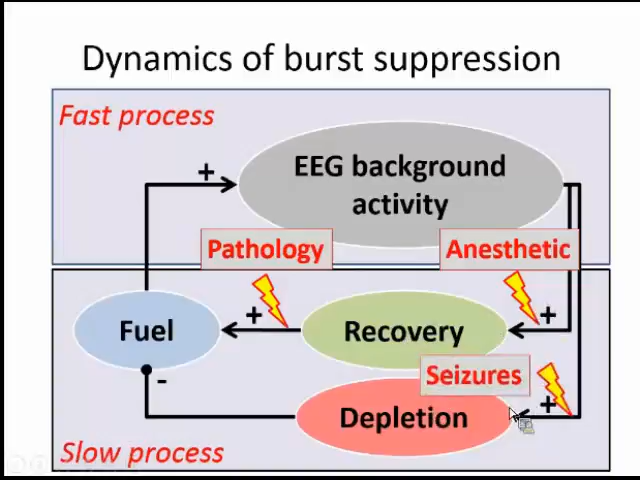 Dynamics of burst suppression
Fast process
+
EEG background
activity
Pathology
Anesthetic
+
+
Fuel
Recovery
Seizures
-
+
Depletion
Slow process